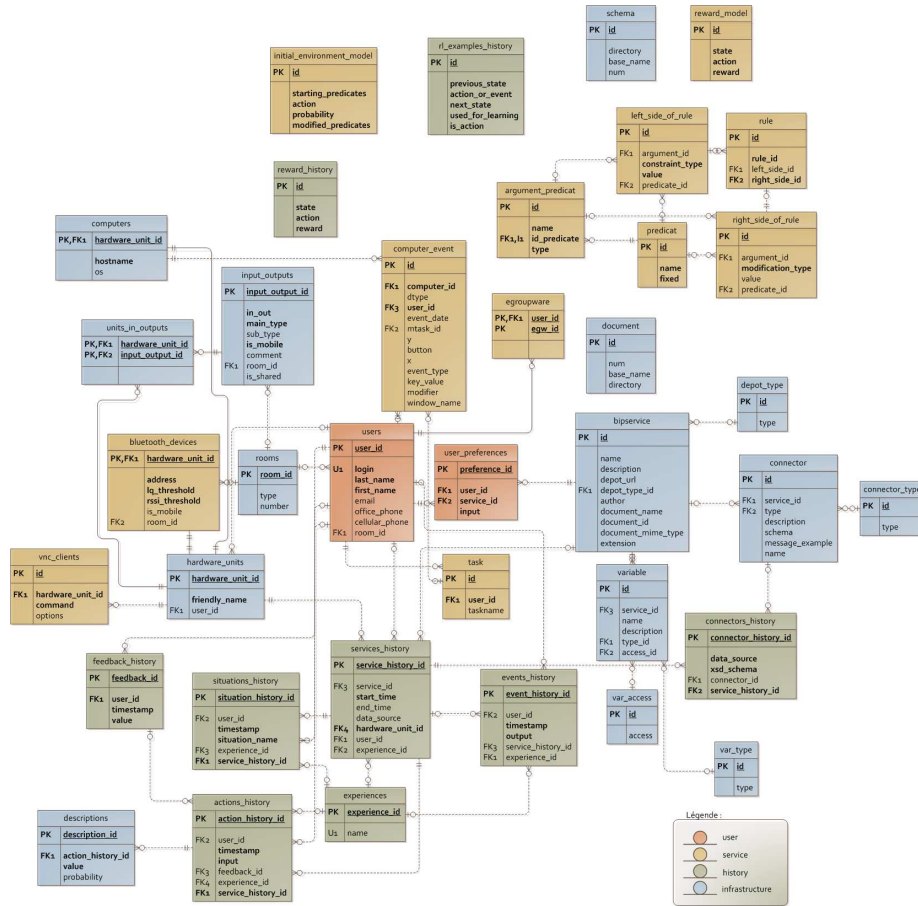 schema
PK id
directory
base_name
num
reward_model
PK id
state
action
reward
initial_environment_model
PK id
starting_predicates
action
probability
modified_predicates
rl_examples_history
PK id
previous_state
action_or_event
next_state
used_for_learning
is_action
left_side_of_rule
PK id
FK1 argument_id
constraint_type
value
FK2 predicate_id
rule
PK id
rule_id
FK1 left_side_id
FK2 right_side_id
reward_history
PK id
state
action
reward
argument_predicat
PK id
name
FK1,I1 id_predicate
type
predicat
PK id
name
fixed
right_side_of_rule
PK id
FK1 argument_id
modification_type
value
FK2 predicate_id
computers
PK,FK1 hardware_unit_id
hostname
os
input_outputs
PK input_output_id
in_out
main_type
sub_type
is_mobile
comment
FK1 room_id
is_shared
computer_event
PK id
FK1 computer_id
dtype
FK3 user_id
event_date
FK2 mtask_id
y
button
x
event_type
key_value
modifier
window_name
units_in_outputs
PK,FK1 hardware_unit_id
PK,FK2 input_output_id
egroupware
PK,FK1 user_id
PK egw_id
document
PK id
num
base_name
directory
depot_type
PK id
type
bluetooth_devices
PK,FK1 hardware_unit_id
address
lq_threshold
rssi_threshold
is_mobile
FK2 room_id
rooms
PK room_id
type
number
users
PK user_id
U1 login
last_name
first_name
email
office_phone
cellular_phone
FK1 room_id
user_preferences
PK preference_id
FK1 user_id
FK2 service_id
input
bipservice
PK id
name
description
depot_url
FK1 depot_type_id
author
document_name
document_id
document_mime_type
extension
connector
PK id
FK1 service_id
FK2 type
description
schema
message_example
name
connector_type
PK id
type
vnc_clients
PK id
FK1 hardware_unit_id
command
options
hardware_units
PK hardware_unit_id
friendly_name
FK1 user_id
task
PK id
FK1 user_id
taskname
variable
PK id
FK3 service_id
name
description
FK1 type_id
FK2 access_id
connectors_history
PK connector_history_id
data_source
xsd_schema
FK1 connector_id
FK2 service_history_id
feedback_history
PK feedback_id
FK1 user_id
timestamp
value
situations_history
PK situation_history_id
FK2 user_id
timestamp
situation_name
FK3 experience_id
FK1 service_history_id
services_history
PK service_history_id
FK3 service_id
start_time
end_time
data_source
FK4 hardware_unit_id
FK1 user_id
FK2 experience_id
events_history
PK event_history_id
FK2 user_id
timestamp
output
FK3 service_history_id
FK1 experience_id
var_access
PK id
access
var_type
PK id
type
descriptions
PK description_id
FK1 action_history_id
value
probability
actions_history
PK action_history_id
FK2 user_id
timestamp
input
FK3 feedback_id
FK4 experience_id
FK1 service_history_id
experiences
PK experience_id
U1 name
Légende :
user
service
history
infrastructure